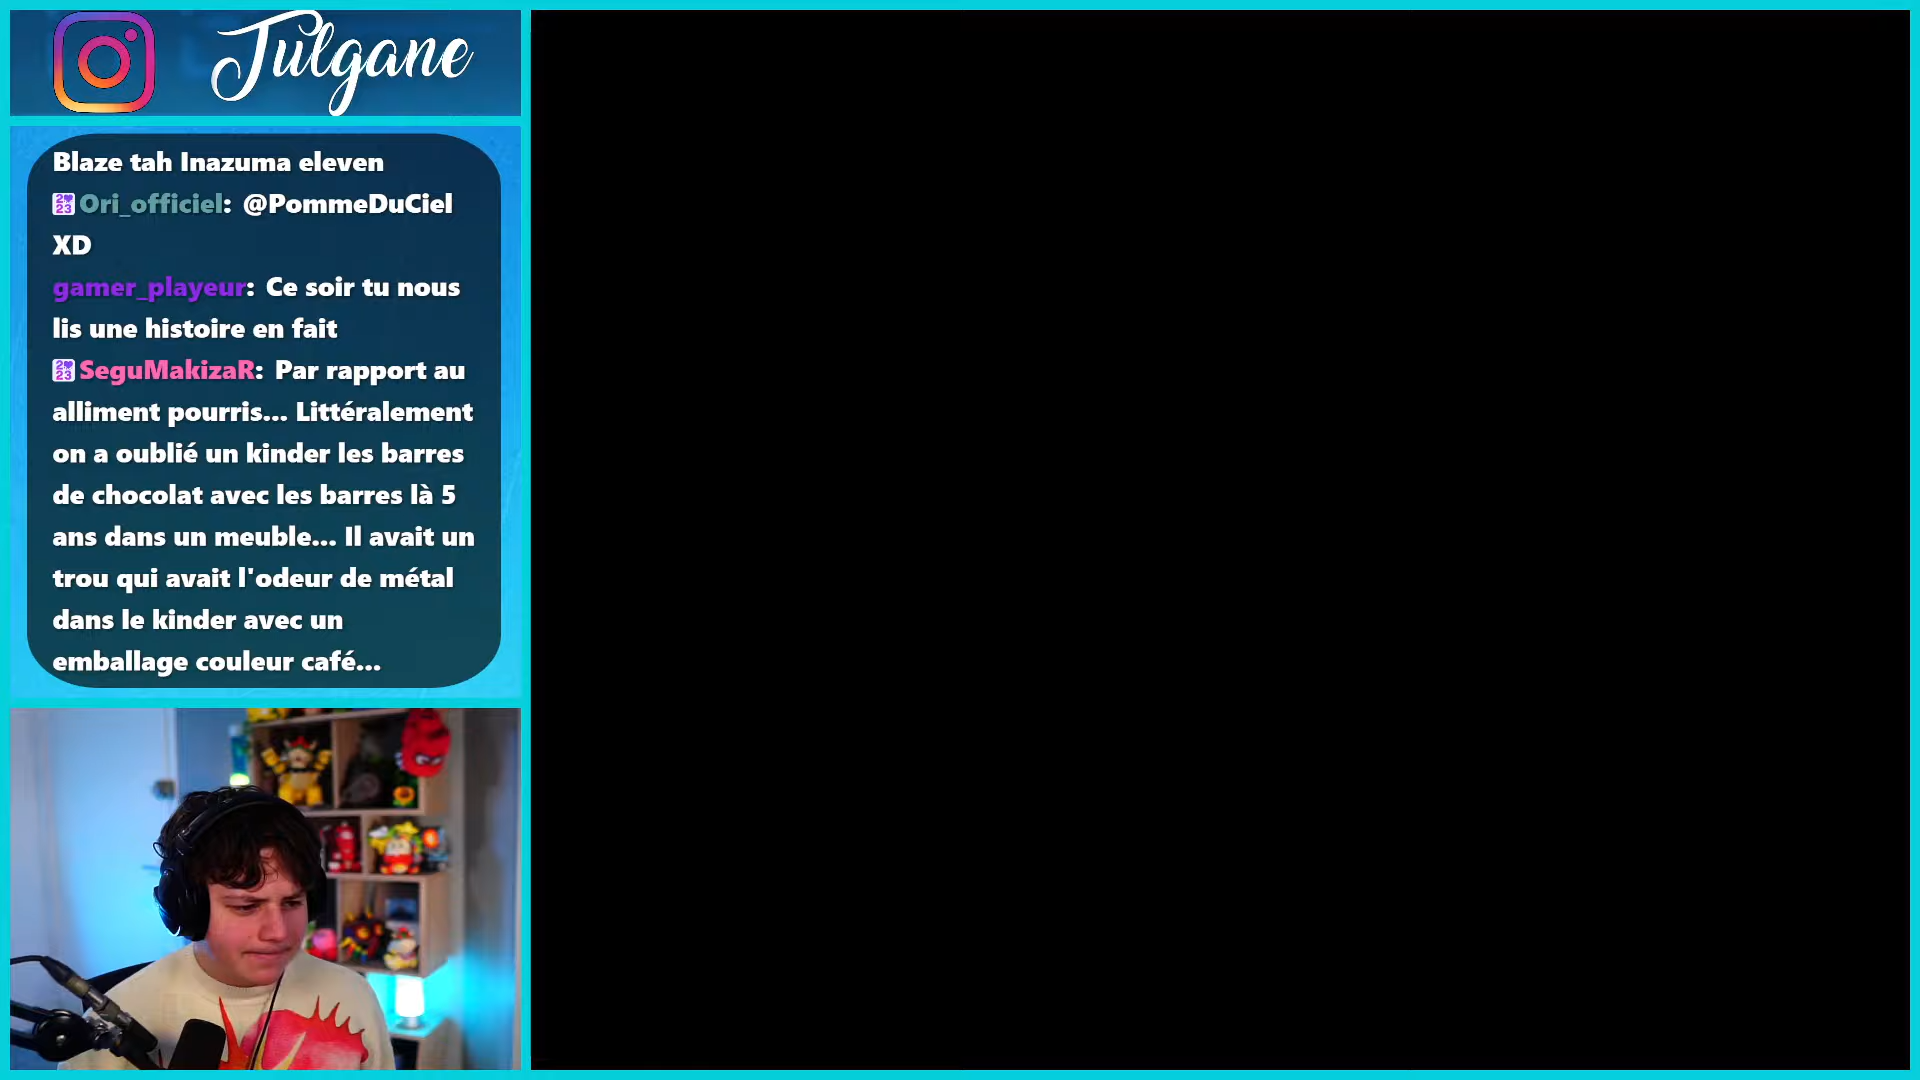 Julgane
Blaze tah Inazuma eleven
Ori_officiel: @PommeDuCiel
XD
gamer_playeur: Ce soir tu nous
lis une histoire en fait
SeguMakizaR: Par rapport au
alliment pourris... Littéralement
on a oublié un kinder les barres
de chocolat avec les barres là 5
ans dans un meuble... Il avait un
trou qui avait l'odeur de métal
dans le kinder avec un
emballage couleur café...